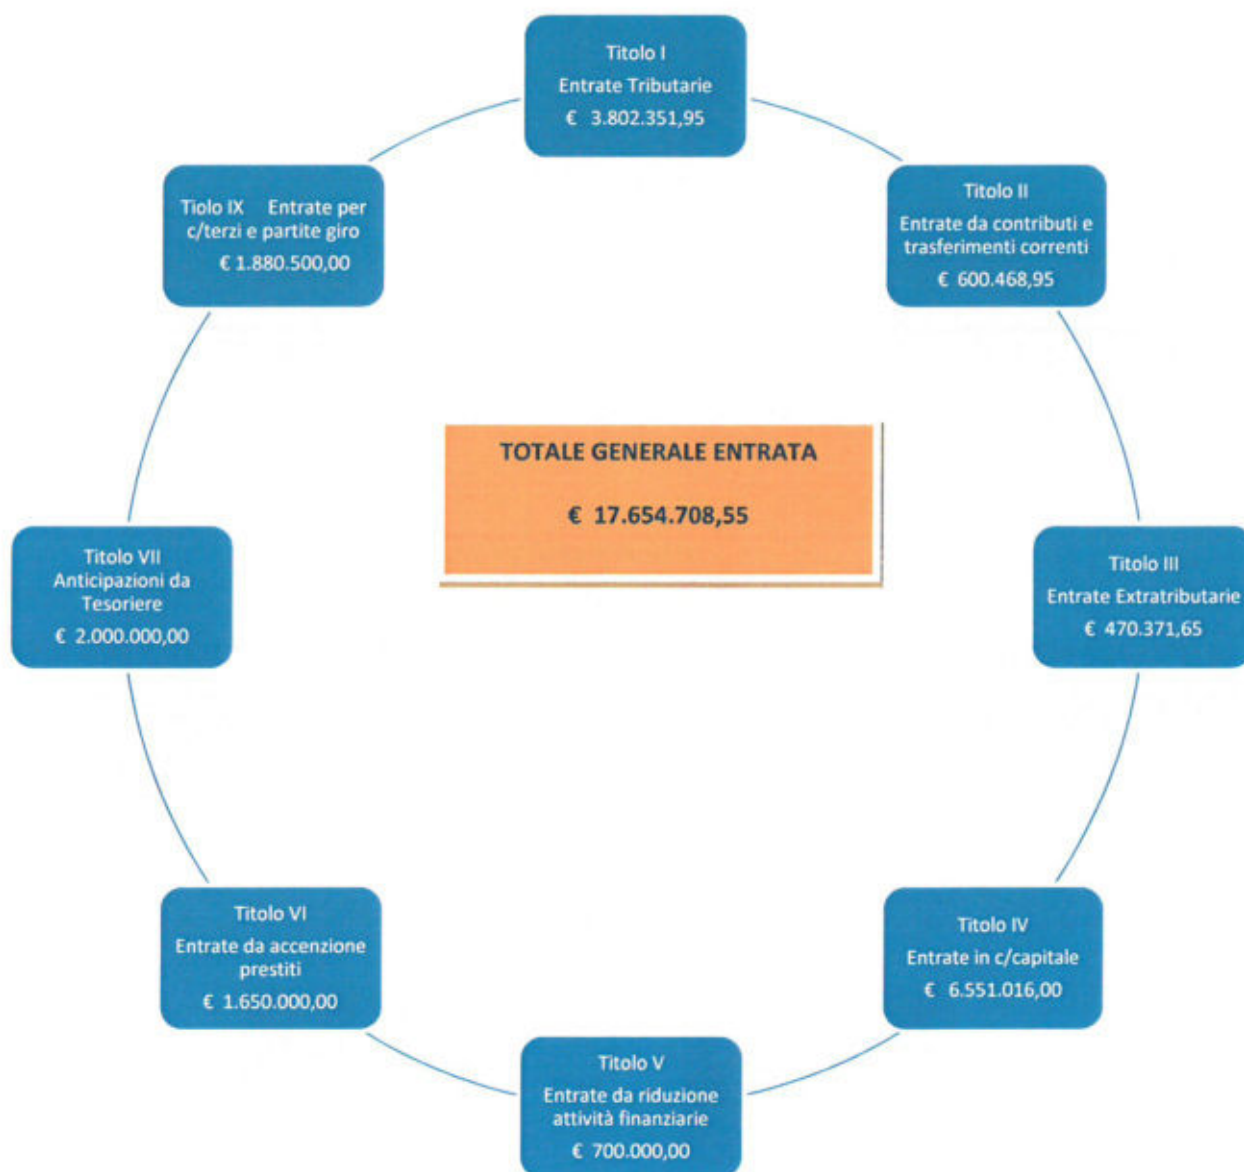 Titolo I
Entrate Tributarie
€ 3.802.351,95
Titolo II
Entrate da contributi e
trasferimenti correnti
€ 600.468,95
Titolo III
Entrate Extratributarie
€ 470.371,65
Titolo IV
Entrate in c/capitale
€ 6.551.016,00
Titolo V
Entrate da riduzione
attività finanziarie
€ 700.000,00
Titolo VI
Entrate da accenzione
prestiti
€ 1.650.000,00
Titolo VII
Anticipazioni da
Tesoriere
€ 2.000.000,00
Tiolo IX Entrate per
c/terzi e partite giro
€ 1.880.500,00
TOTALE GENERALE ENTRATA
€ 17.654.708,55